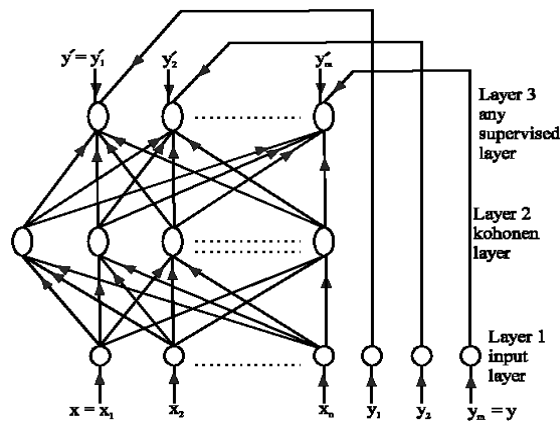 y′ = y′₁ y′₂ y′ₘ
Layer 3
any
supervised
layer
Layer 2
kohonen
layer
Layer 1
input
layer
x = x₁ x₂ xₙ y₁ y₂ yₘ = y